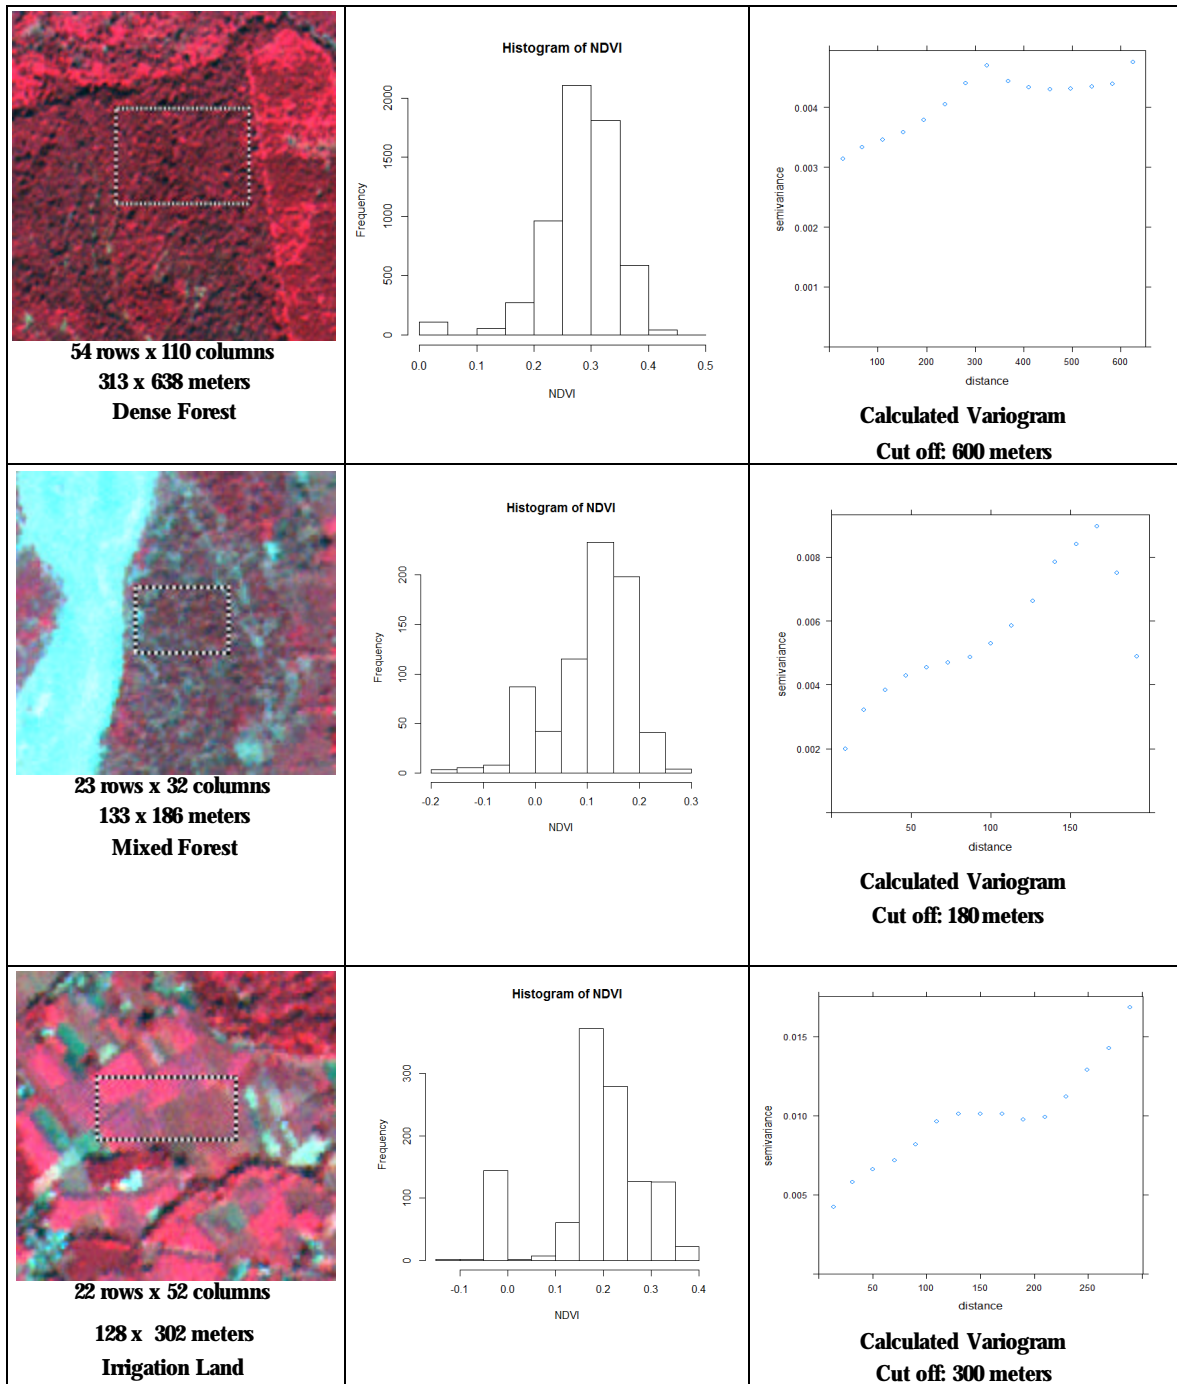 Histogram of NDVI
Frequency
0
500
1000
1500
2000
0.0 0.1 0.2 0.3 0.4 0.5
NDVI
semivariance
0.004
0.003
0.002
0.001
100 200 300 400 500 600
distance
54 rows x 110 columns
313 x 638 meters
Dense Forest
Calculated Variogram
Cut off: 600 meters
Histogram of NDVI
Frequency
0
50
100
150
200
-0.2 -0.1 0.0 0.1 0.2 0.3
NDVI
semivariance
0.008
0.006
0.004
0.002
50 100 150
distance
23 rows x 32 columns
133 x 186 meters
Mixed Forest
Calculated Variogram
Cut off: 180 meters
Histogram of NDVI
Frequency
0
100
200
300
-0.1 0.0 0.1 0.2 0.3 0.4
NDVI
semivariance
0.015
0.010
0.005
50 100 150 200 250
distance
22 rows x 52 columns
128 x 302 meters
Irrigation Land
Calculated Variogram
Cut off: 300 meters